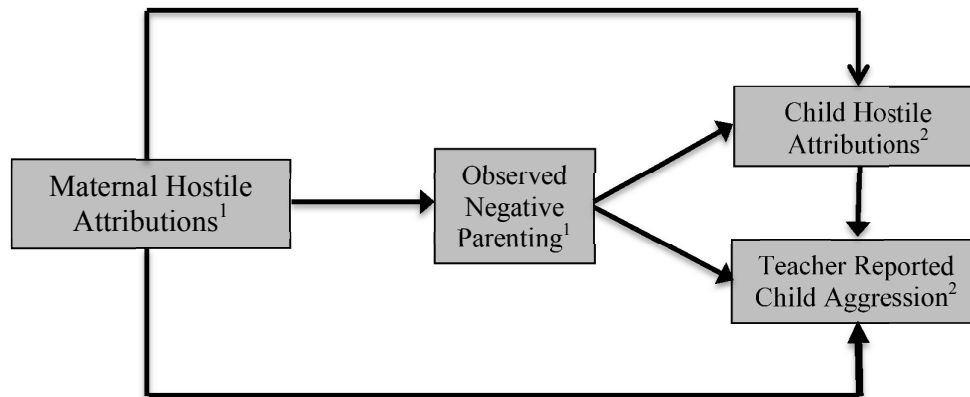 Child Hostile
Attributions²
Maternal Hostile
Attributions¹
Observed
Negative
Parenting¹
Teacher Reported
Child Aggression²